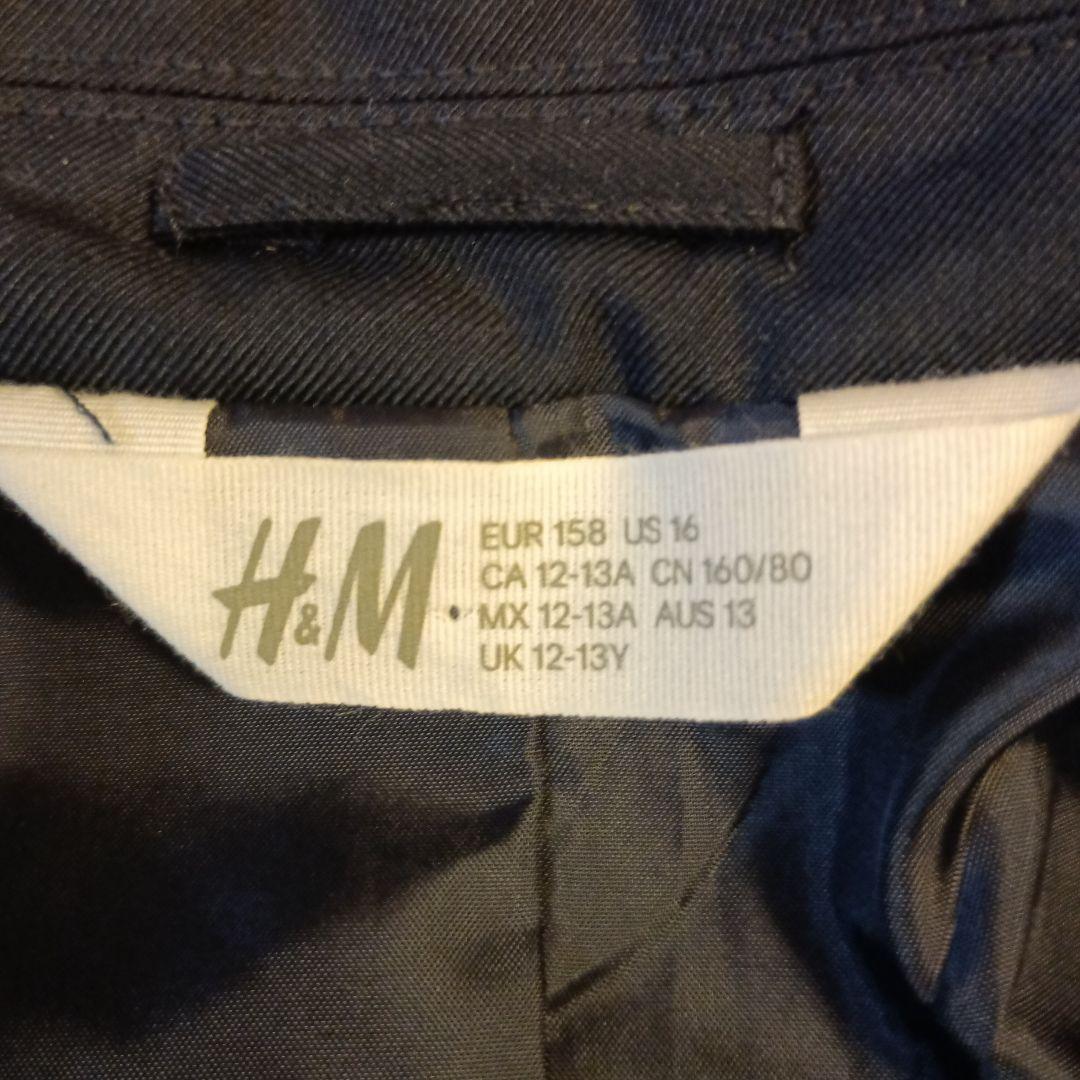 H&M
EUR 158 US 16
CA 12-13A CN 160/80
MX 12-13A AUS 13
UK 12-13Y